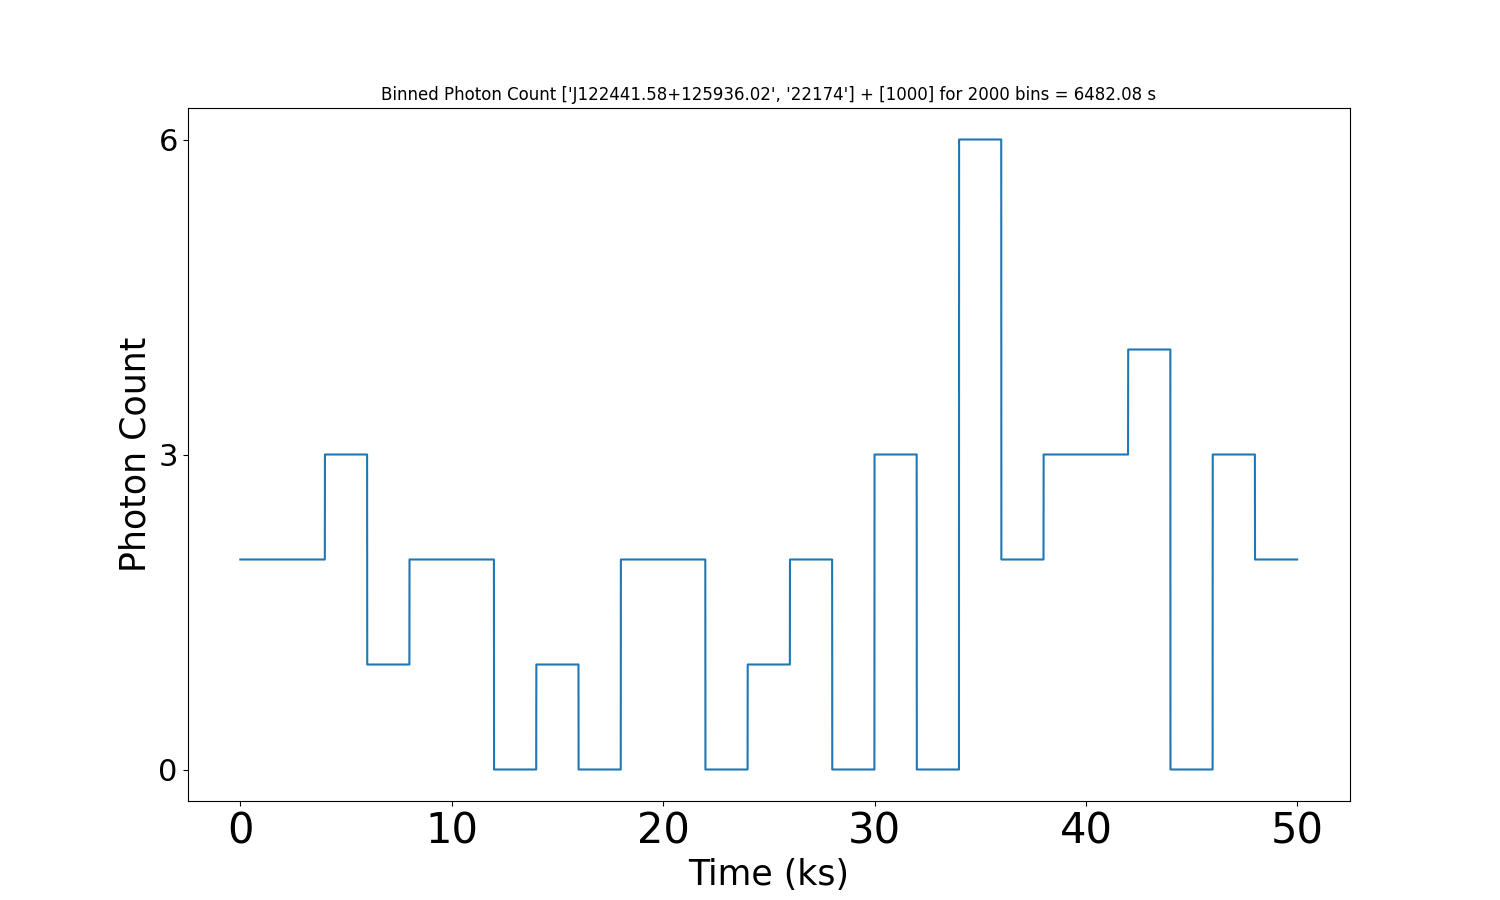 Binned Photon Count ['J122441.58+125936.02', '22174'] + [1000] for 2000 bins = 6482.08 s
6
3
0
Photon Count
0 10 20 30 40 50
Time (ks)